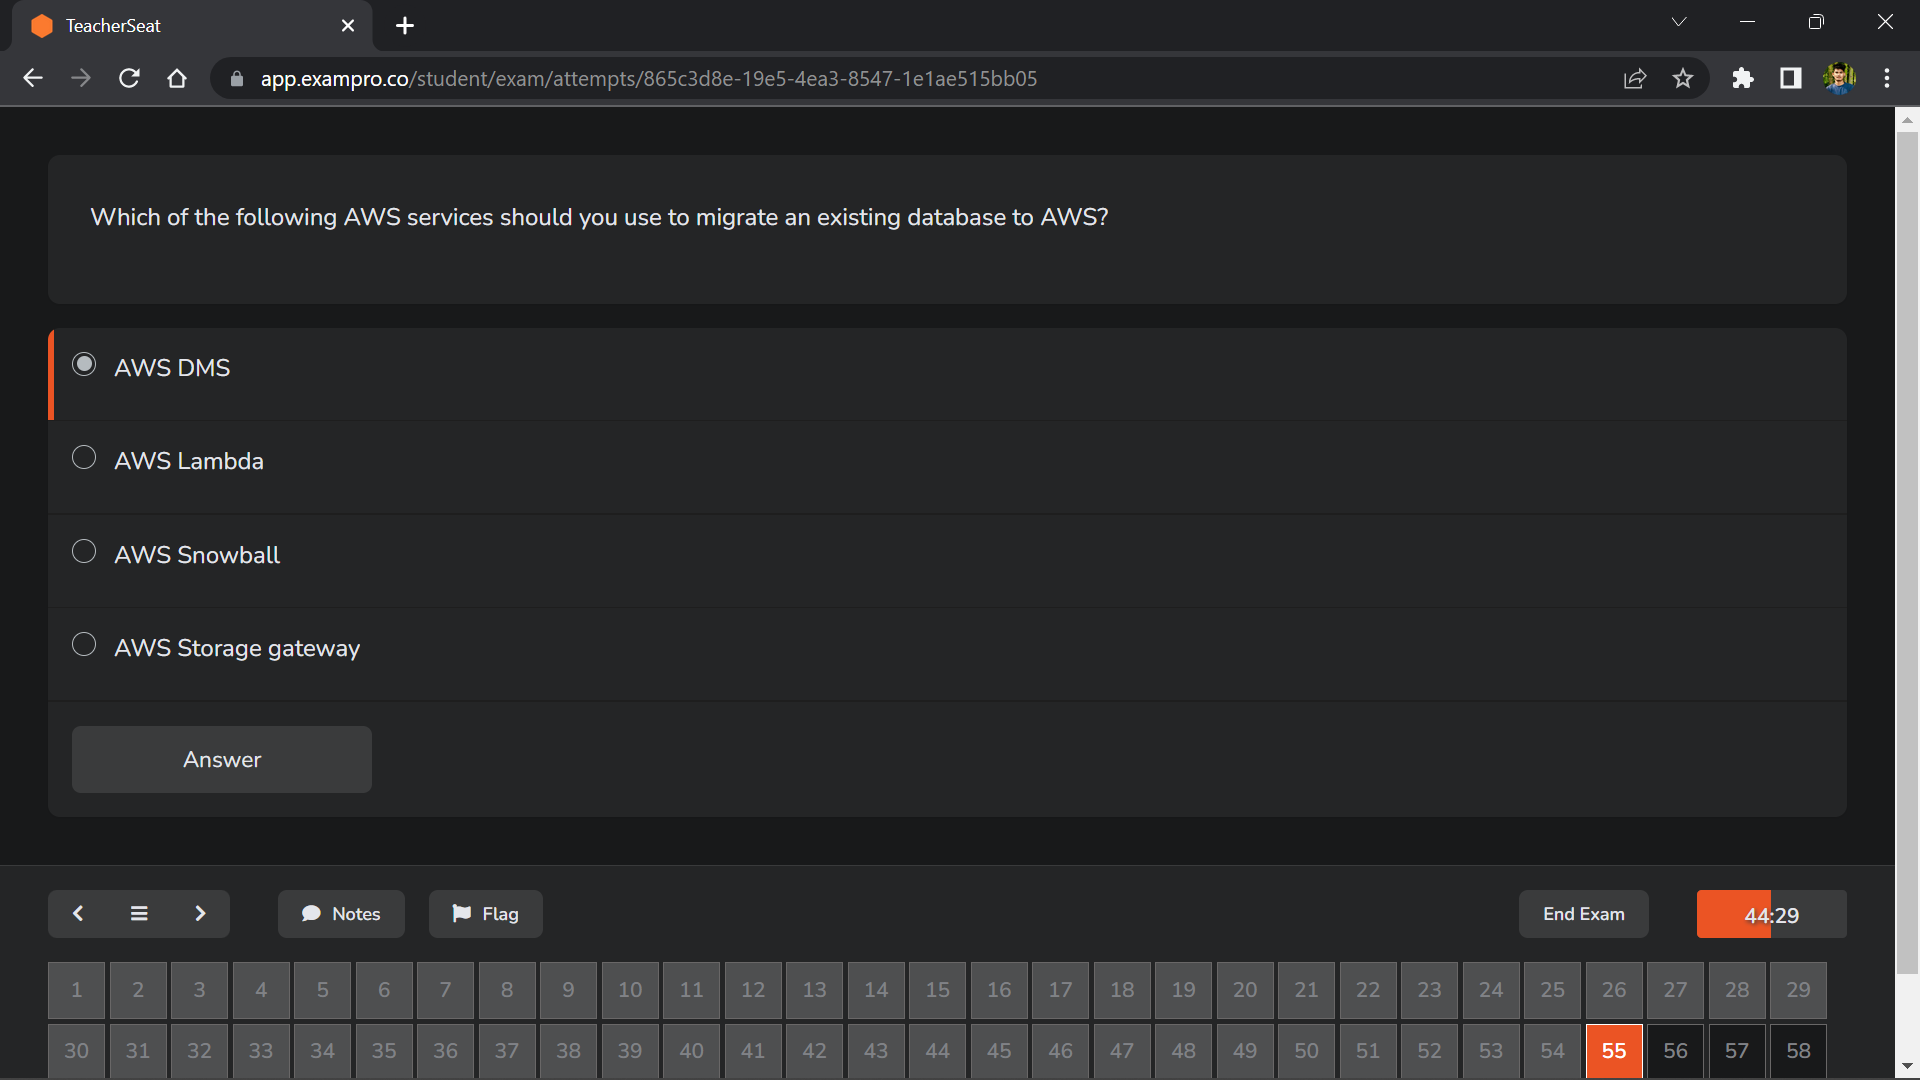 TeacherSeat
app.exampro.co/student/exam/attempts/865c3d8e-19e5-4ea3-8547-1e1ae515bb05
Which of the following AWS services should you use to migrate an existing database to AWS?
AWS DMS
AWS Lambda
AWS Snowball
AWS Storage gateway
Answer
Notes Flag End Exam 44:29
1 2 3 4 5 6 7 8 9 10 11 12 13 14 15 16 17 18 19 20 21 22 23 24 25 26 27 28 29
30 31 32 33 34 35 36 37 38 39 40 41 42 43 44 45 46 47 48 49 50 51 52 53 54 55 56 57 58